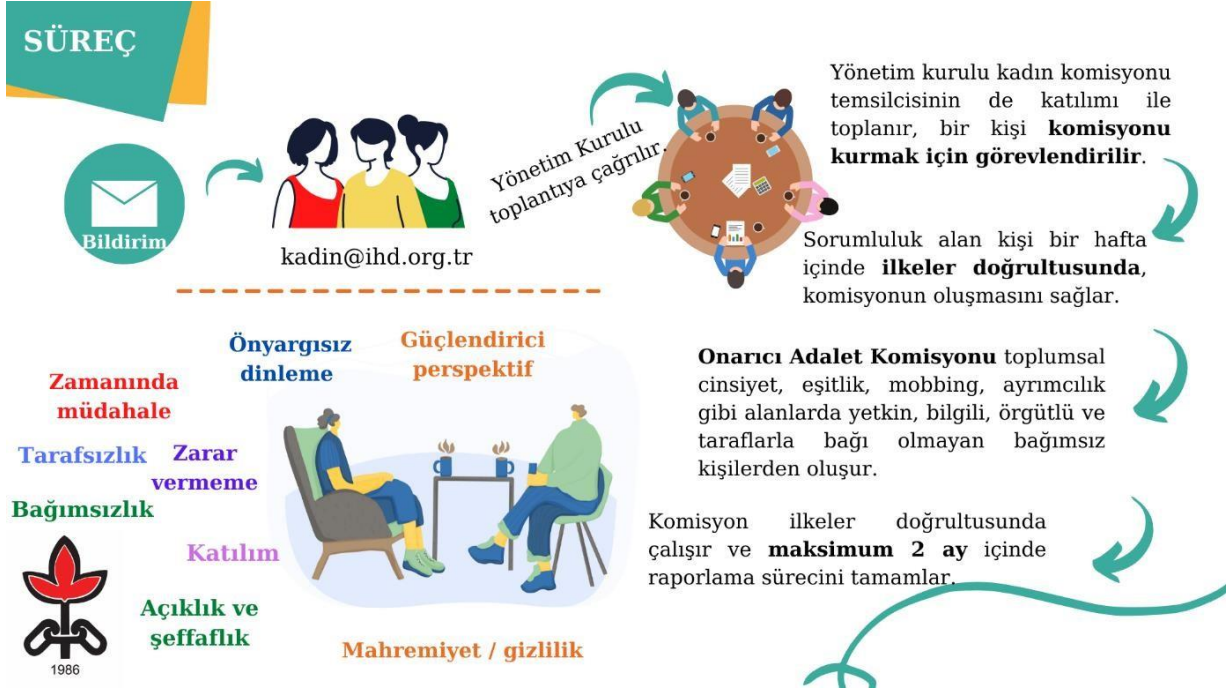 SÜREÇ
Bildirim
kadin@ihd.org.tr
Yönetim Kurulu
toplantıya çağrılır.
Yönetim kurulu kadın komisyonu
temsilcisinin de katılımı ile
toplanır, bir kişi komisyonu
kurmak için görevlendirilir.
Sorumluluk alan kişi bir hafta
içinde ilkeler doğrultusunda,
komisyonun oluşmasını sağlar.
Onarıcı Adalet Komisyonu toplumsal
cinsiyet, eşitlik, mobbing, ayrımcılık
gibi alanlarda yetkin, bilgili, örgütlü ve
taraflarla bağı olmayan bağımsız
kişilerden oluşur.
Komisyon ilkeler doğrultusunda
çalışır ve maksimum 2 ay içinde
raporlama sürecini tamamlar.
Önyargısız
dinleme
Güçlendirici
perspektif
Zamanında
müdahale
Tarafsızlık
Zarar
vermeme
Bağımsızlık
Katılım
Açıklık ve
şeffaflık
Mahremiyet / gizlilik
1986